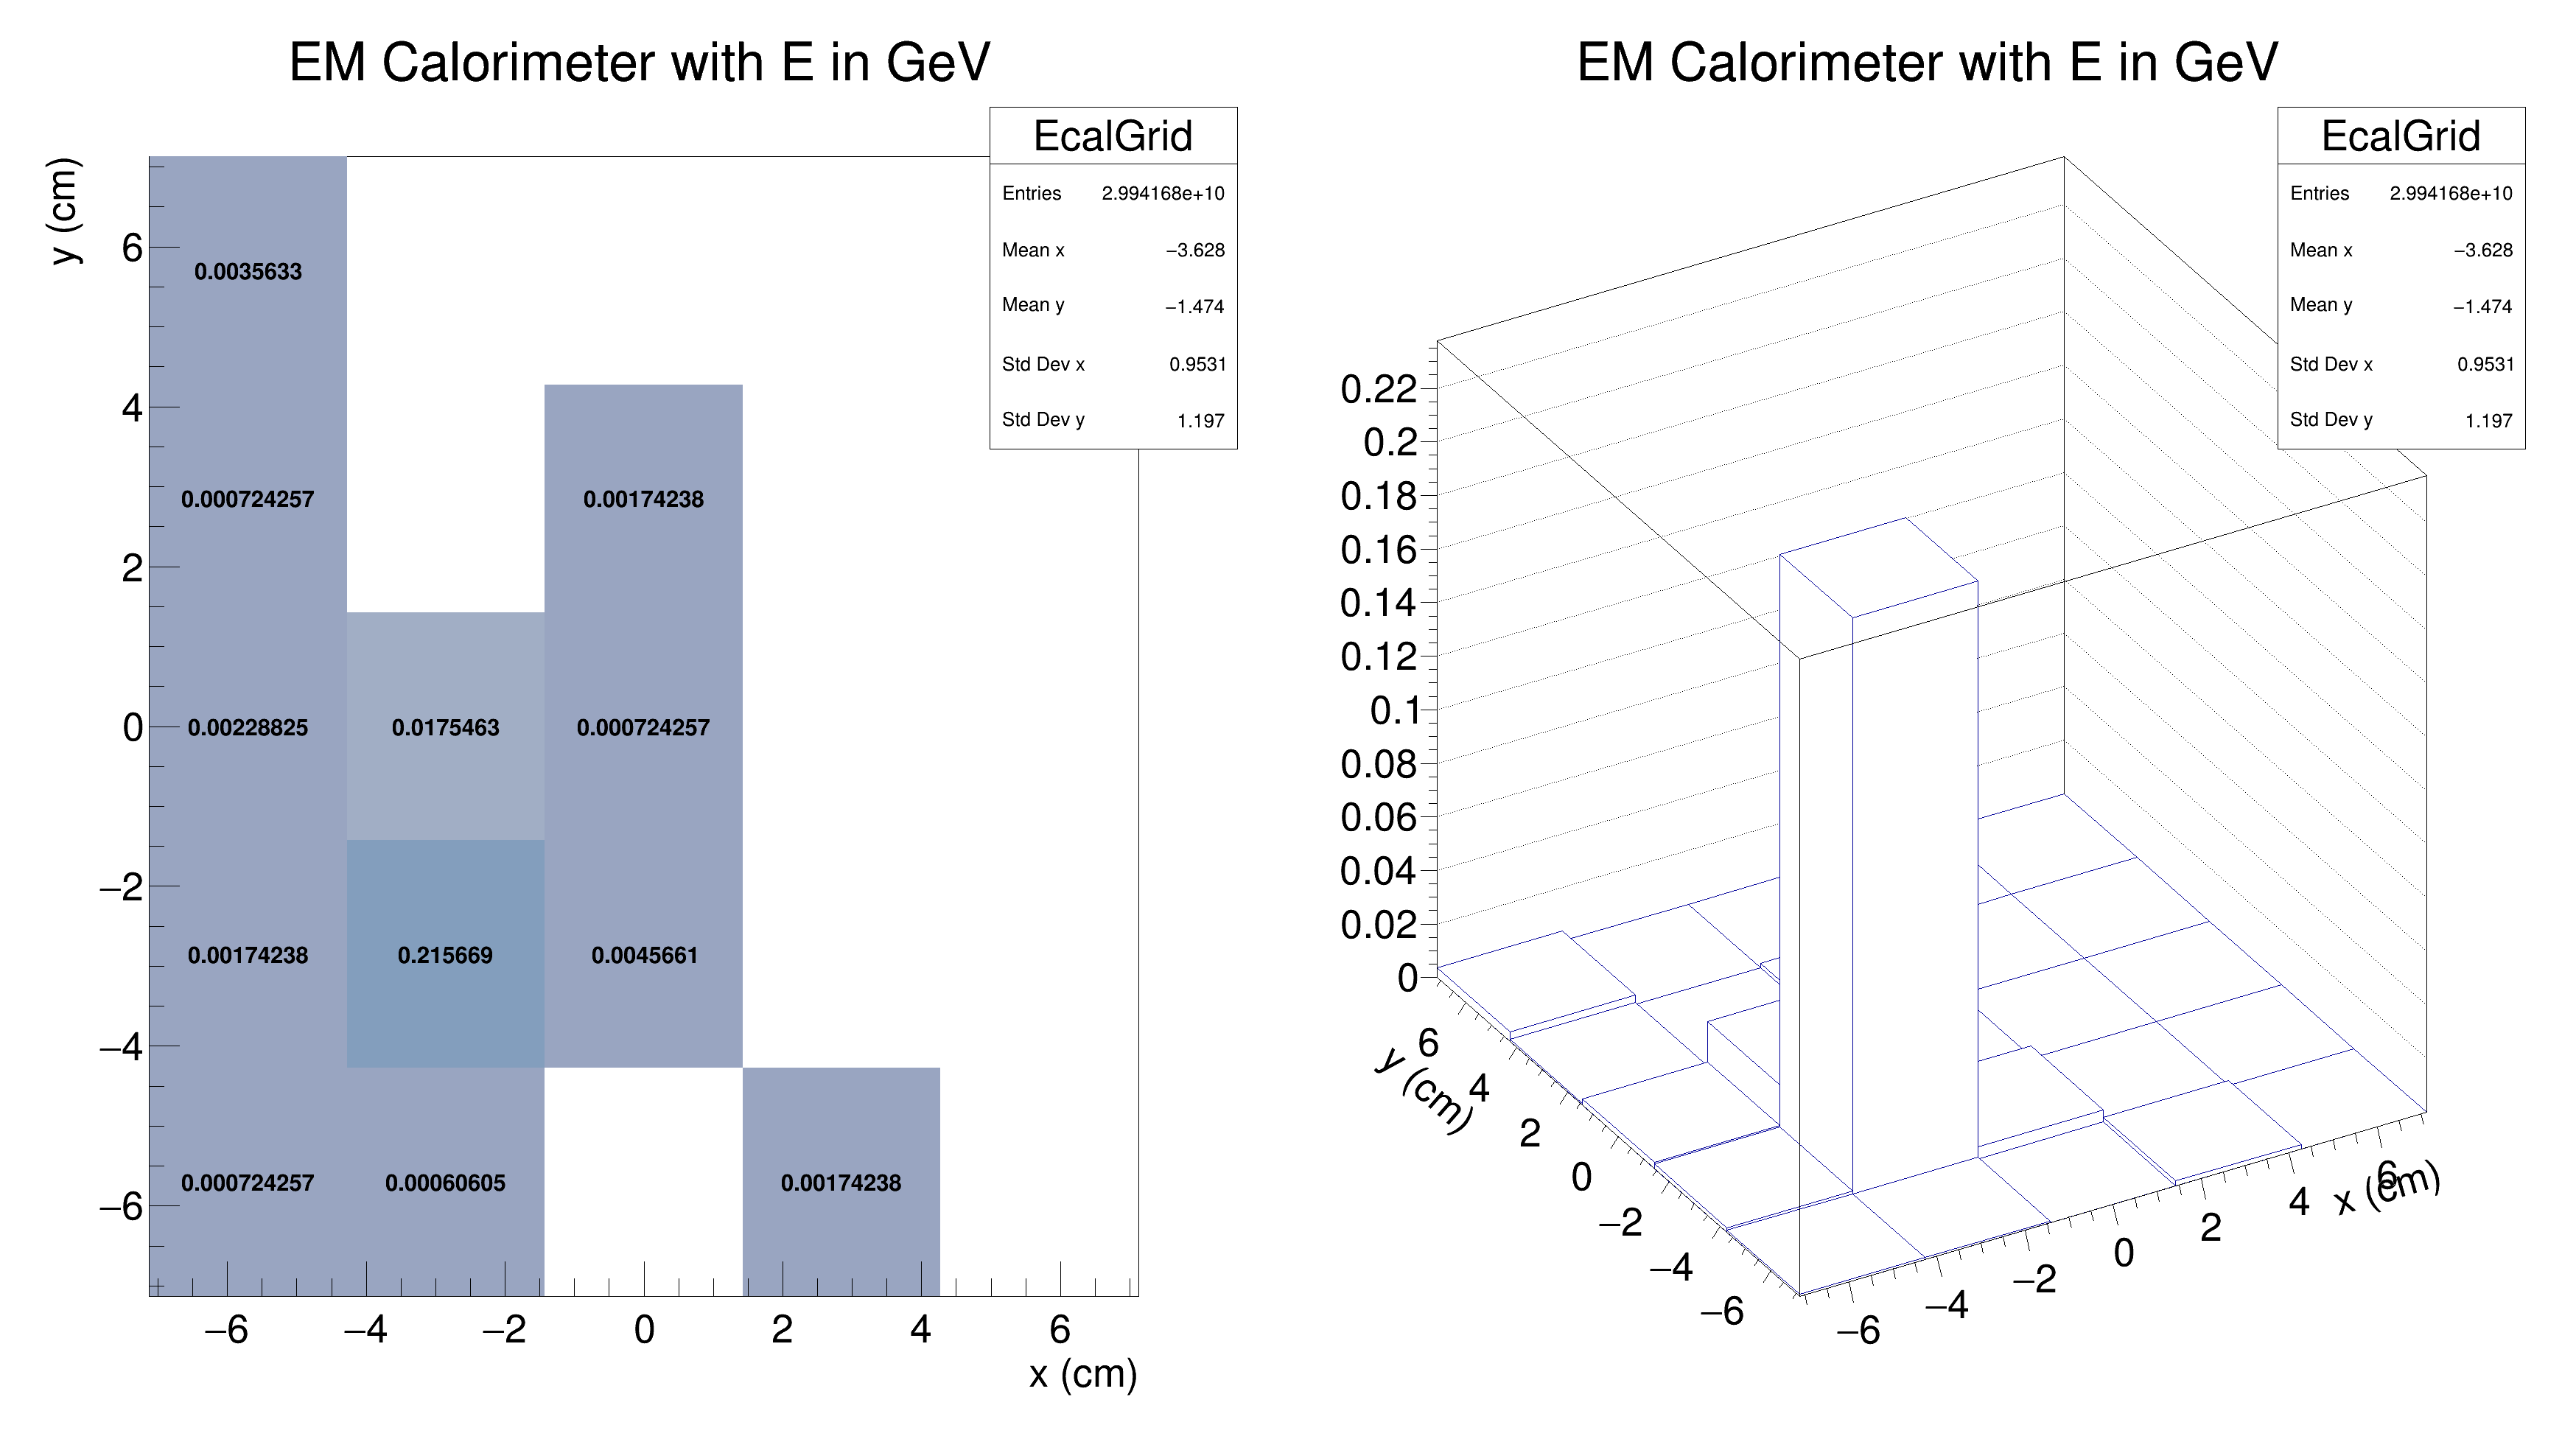 EM Calorimeter with E in GeV
EcalGrid
Entries 2.994168e+10
Mean x −3.628
Mean y −1.474
Std Dev x 0.9531
Std Dev y 1.197
y (cm)
6
4
2
0
−2
−4
−6
0.0035633
0.000724257 0.00174238
0.00228825 0.0175463 0.000724257
0.00174238 0.215669 0.0045661
0.000724257 0.00060605 0.00174238
−6 −4 −2 0 2 4 6
x (cm)
EM Calorimeter with E in GeV
EcalGrid
Entries 2.994168e+10
Mean x −3.628
Mean y −1.474
Std Dev x 0.9531
Std Dev y 1.197
0.22
0.2
0.18
0.16
0.14
0.12
0.1
0.08
0.06
0.04
0.02
0
y (cm)
6
4
2
0
−2
−4
−6
−6 −4 −2 0 2 4 6
x (cm)